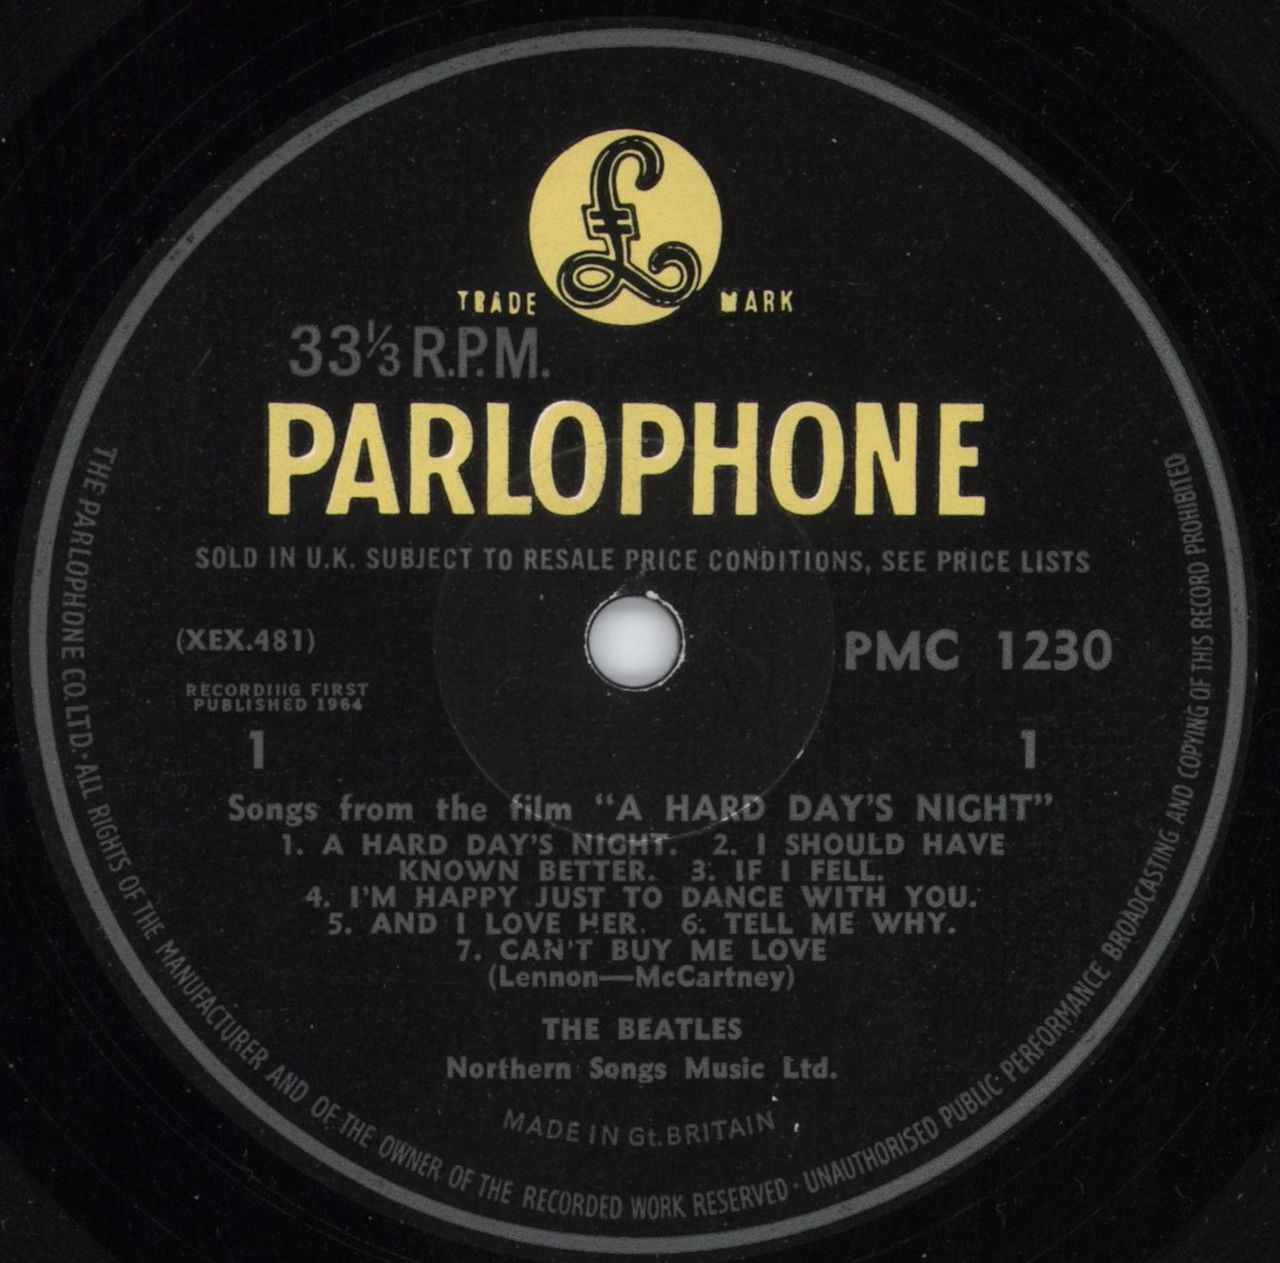 £
TRADE MARK
33⅓ R.P.M.
PARLOPHONE
SOLD IN U.K. SUBJECT TO RESALE PRICE CONDITIONS, SEE PRICE LISTS
(XEX.481)
PMC 1230
RECORDING FIRST
PUBLISHED 1964
1
1
Songs from the film "A HARD DAY'S NIGHT"
1. A HARD DAY'S NIGHT. 2. I SHOULD HAVE
KNOWN BETTER. 3. IF I FELL.
4. I'M HAPPY JUST TO DANCE WITH YOU.
5. AND I LOVE HER. 6. TELL ME WHY.
7. CAN'T BUY ME LOVE
(Lennon—McCartney)
THE BEATLES
Northern Songs Music Ltd.
MADE IN Gt. BRITAIN
THE PARLOPHONE CO. LTD. · ALL RIGHTS OF THE MANUFACTURER AND OF THE OWNER OF THE RECORDED WORK RESERVED · UNAUTHORISED PUBLIC PERFORMANCE BROADCASTING AND COPYING OF THIS RECORD PROHIBITED